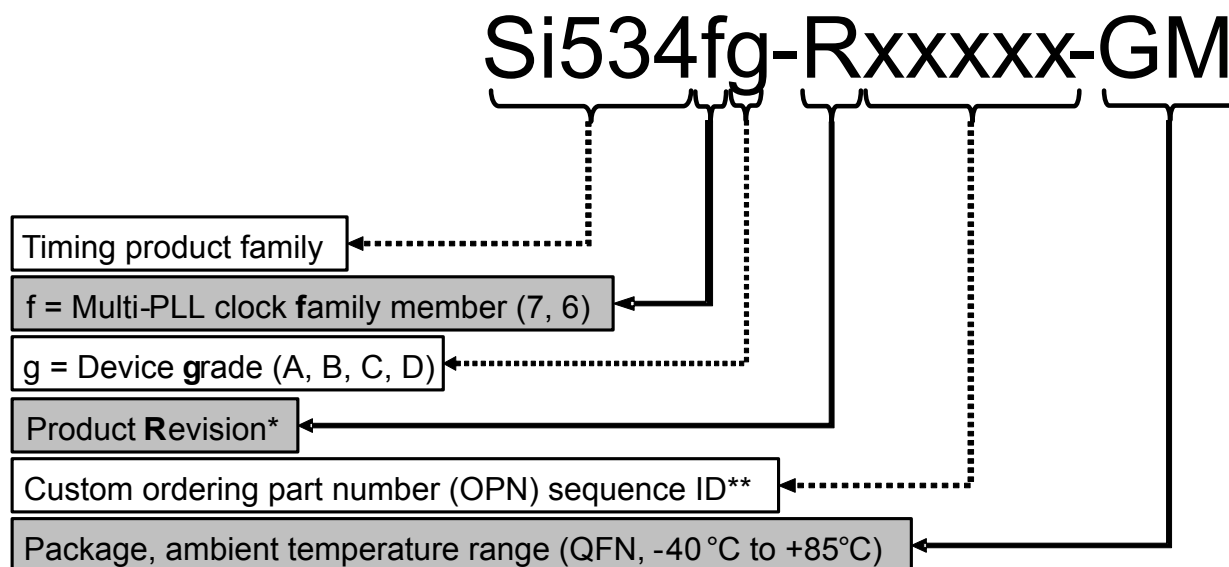 Si534fg-Rxxxxx-GM
Timing product family
f = Multi-PLL clock family member (7, 6)
g = Device grade (A, B, C, D)
Product Revision*
Custom ordering part number (OPN) sequence ID**
Package, ambient temperature range (QFN, -40 °C to +85°C)